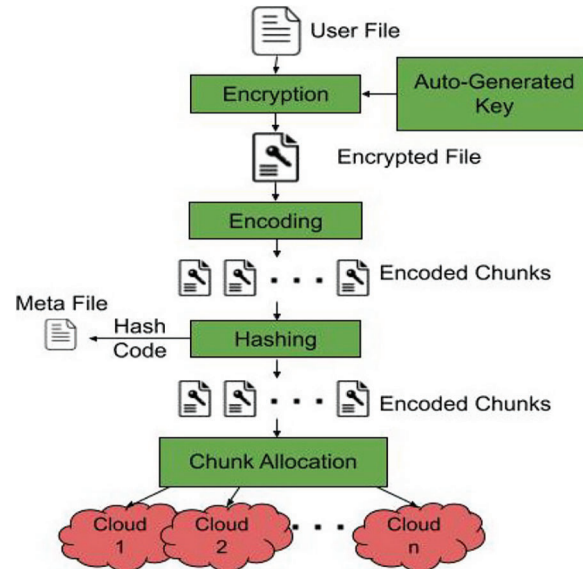 User File
Encryption
Auto-Generated
Key
Encrypted File
Encoding
Encoded Chunks
Meta File
Hash
Code
Hashing
Encoded Chunks
Chunk Allocation
Cloud
1
Cloud
2
Cloud
n